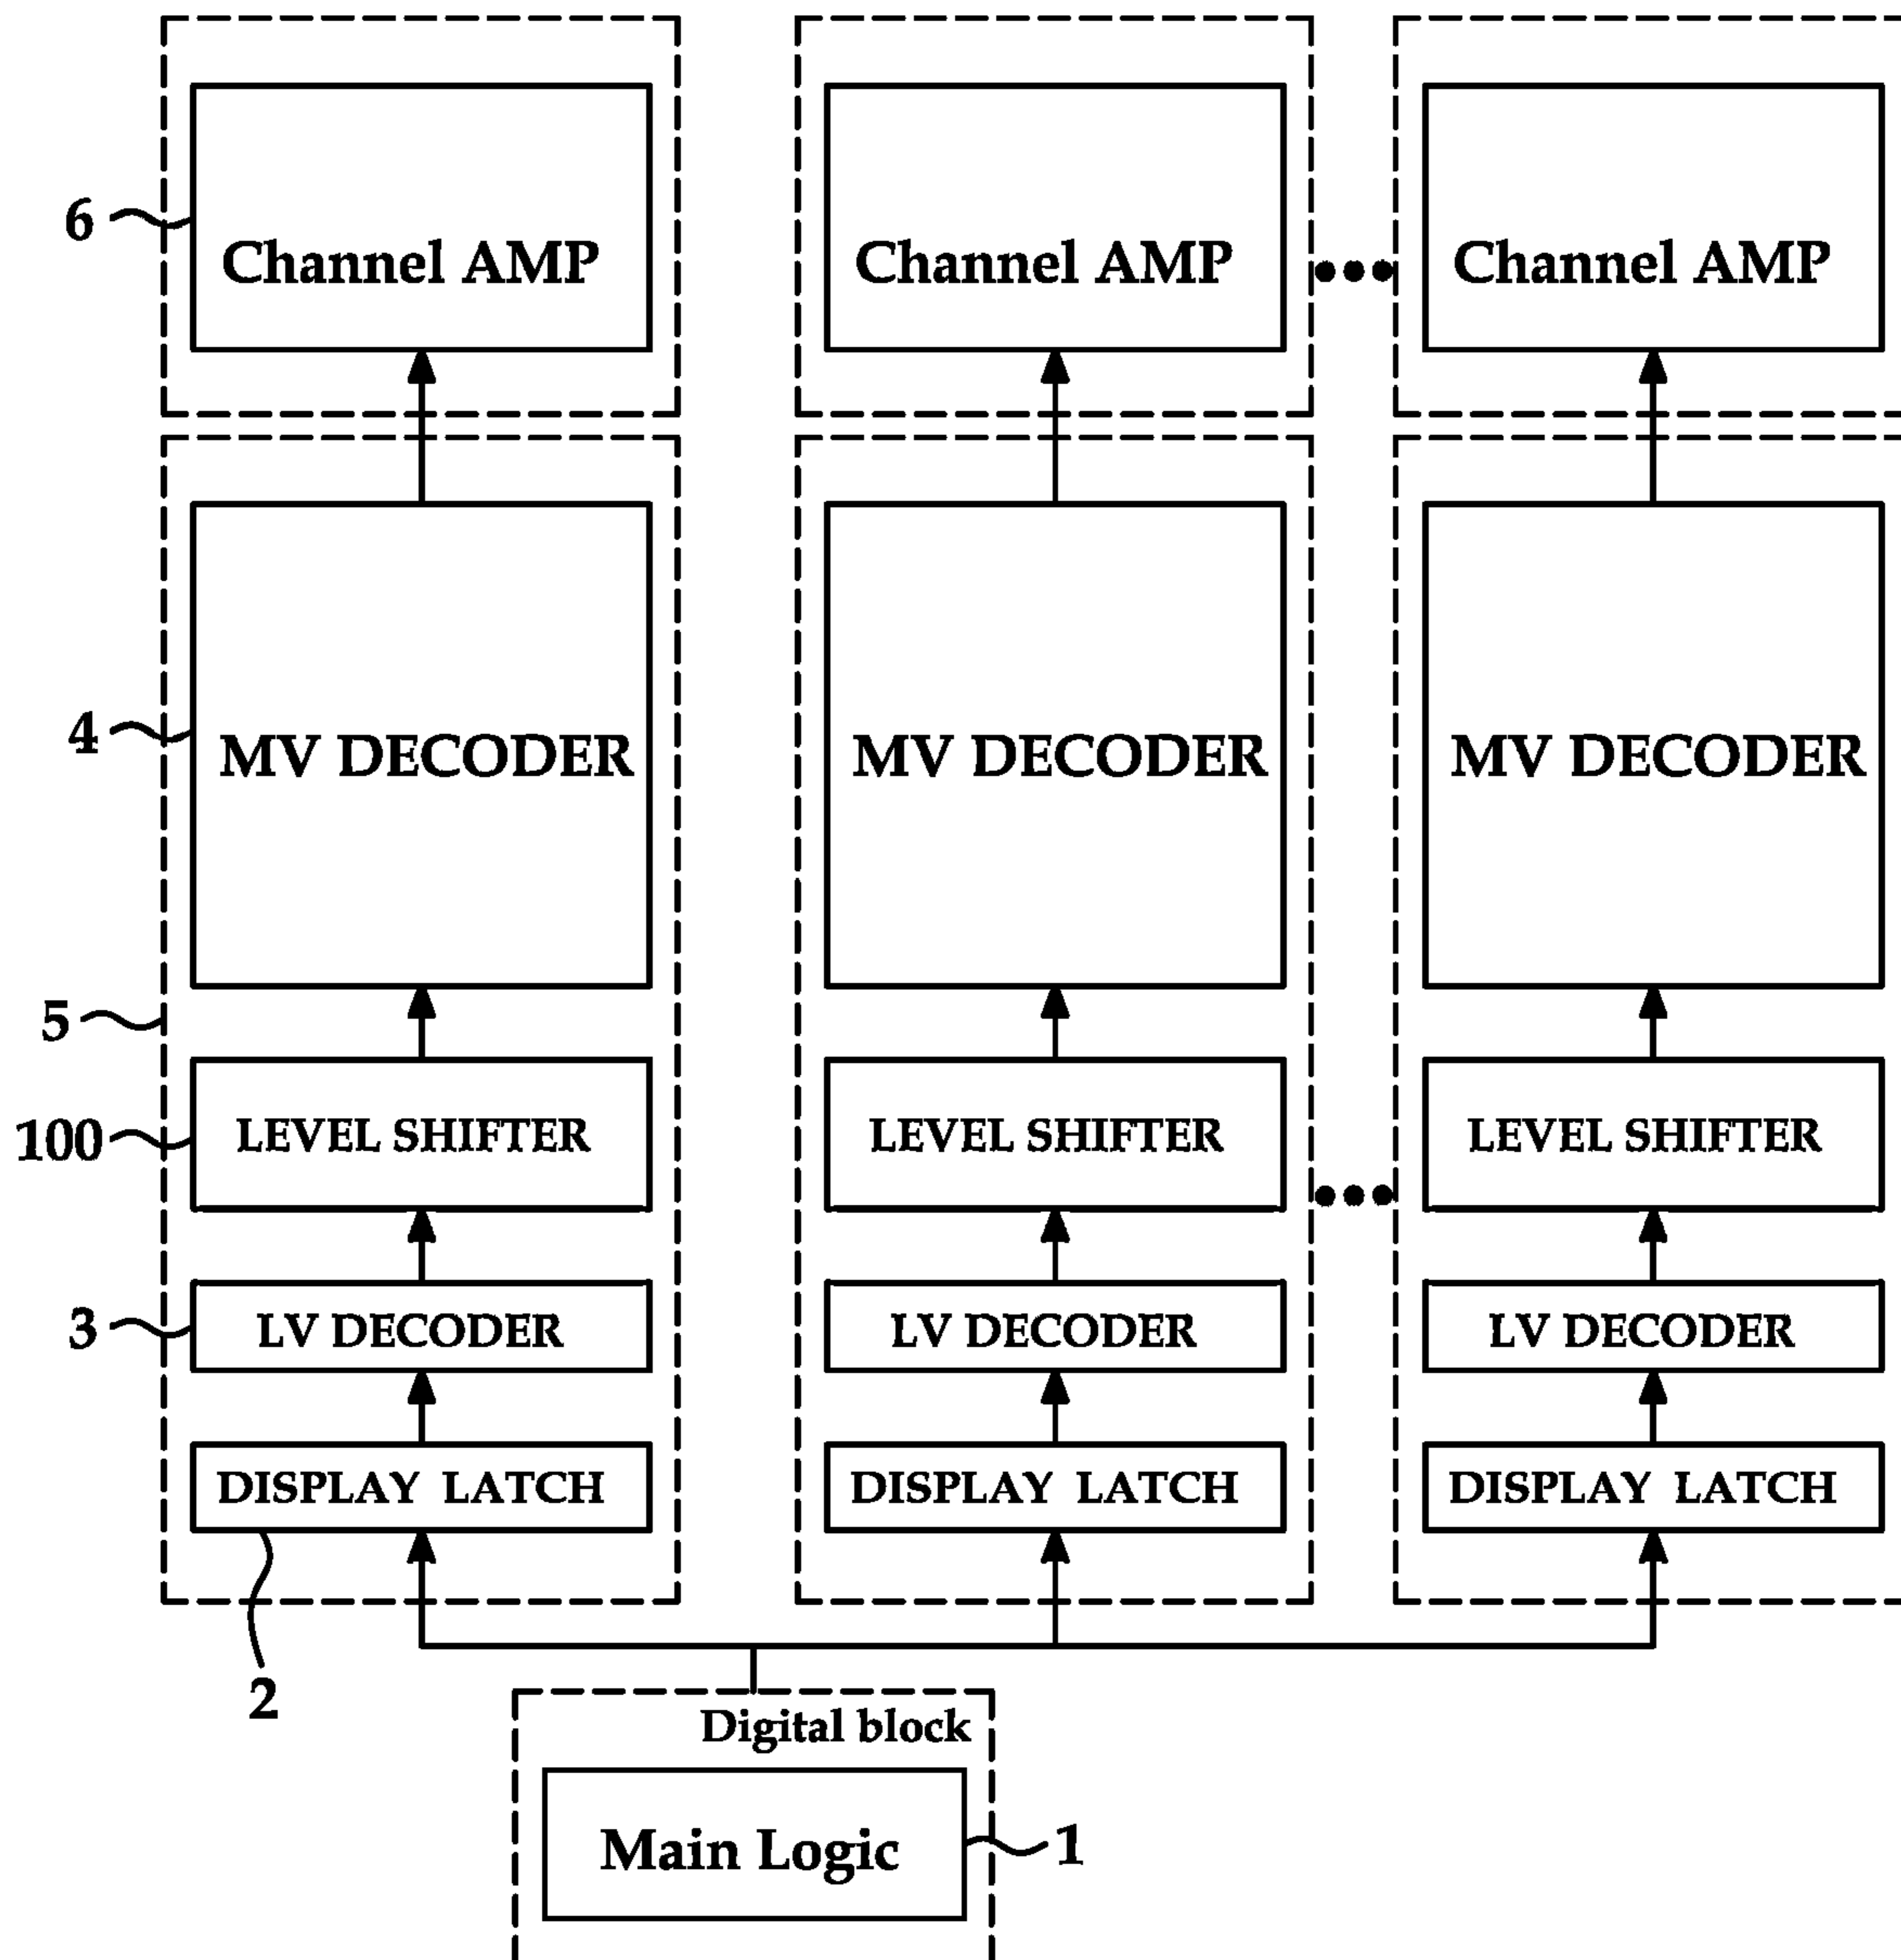 6
Channel AMP
Channel AMP
●●●
Channel AMP
4
MV DECODER
MV DECODER
MV DECODER
5
100
LEVEL SHIFTER
LEVEL SHIFTER
●●●
LEVEL SHIFTER
3
LV DECODER
LV DECODER
LV DECODER
DISPLAY LATCH
DISPLAY LATCH
DISPLAY LATCH
2
Digital block
Main Logic
1